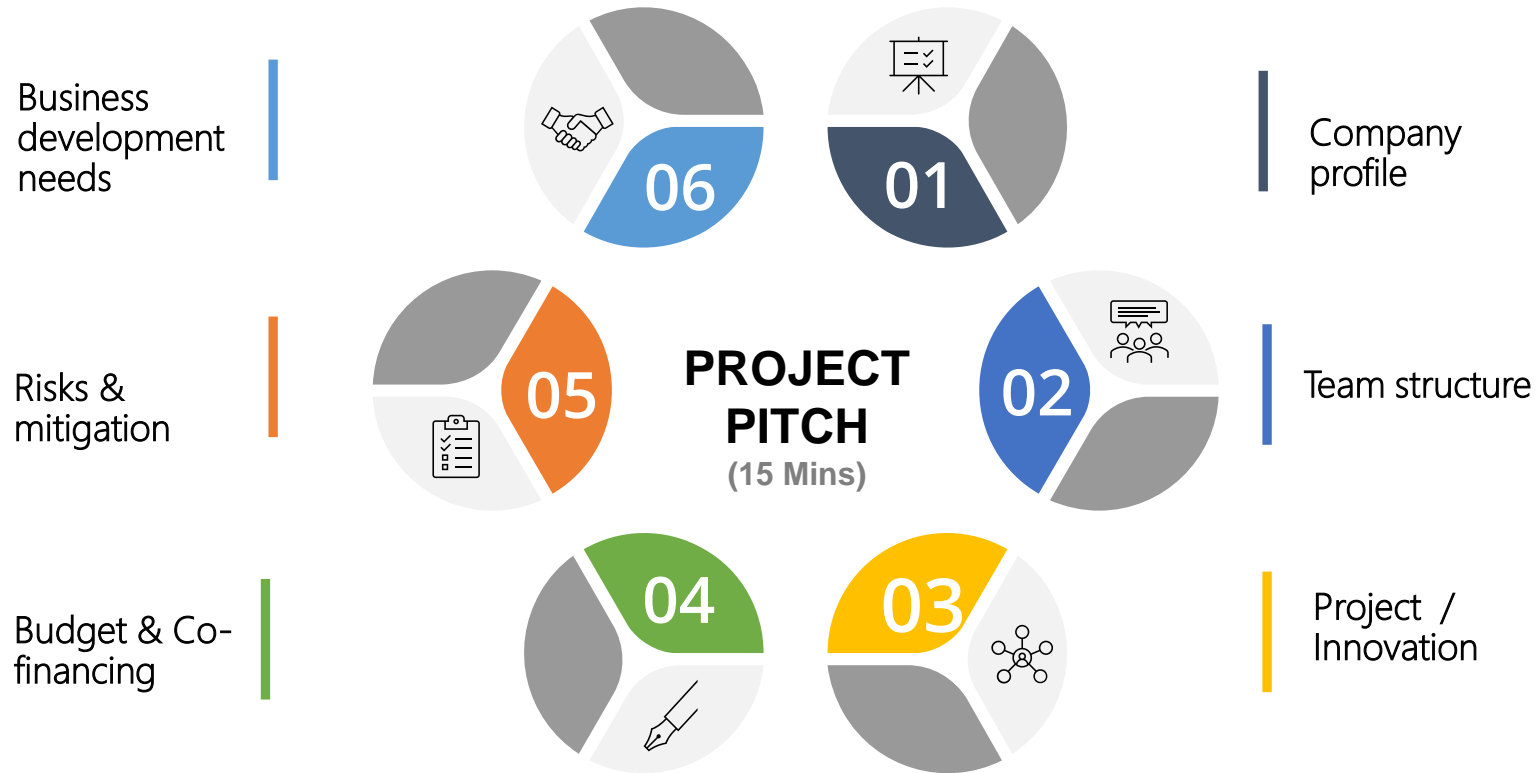 PROJECT
PITCH
(15 Mins)
01
Company
profile
02
Team structure
03
Project /
Innovation
04
Budget & Co-
financing
05
Risks &
mitigation
06
Business
development
needs